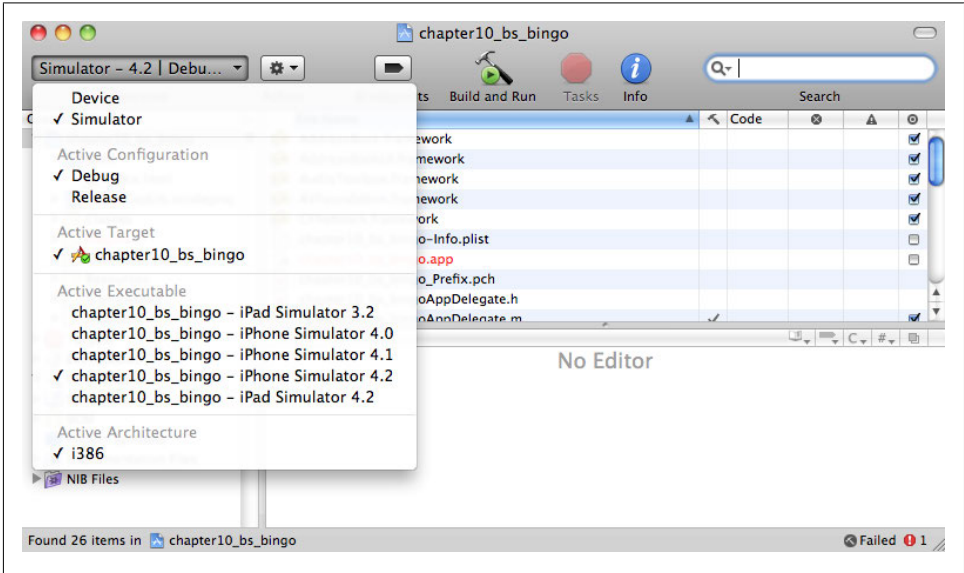 chapter10_bs_bingo
Simulator – 4.2 | Debu...
ts Build and Run Tasks Info Search
Device
✓ Simulator
Active Configuration
✓ Debug
Release
Active Target
✓ chapter10_bs_bingo
Active Executable
chapter10_bs_bingo – iPad Simulator 3.2
chapter10_bs_bingo – iPhone Simulator 4.0
chapter10_bs_bingo – iPhone Simulator 4.1
✓ chapter10_bs_bingo – iPhone Simulator 4.2
chapter10_bs_bingo – iPad Simulator 4.2
Active Architecture
✓ i386
NIB Files
Code
ework
mework
nework
nework
ork
o-Info.plist
o.app
o_Prefix.pch
oAppDelegate.h
oAppDelegate.m
C #
No Editor
Found 26 items in chapter10_bs_bingo
Failed 1